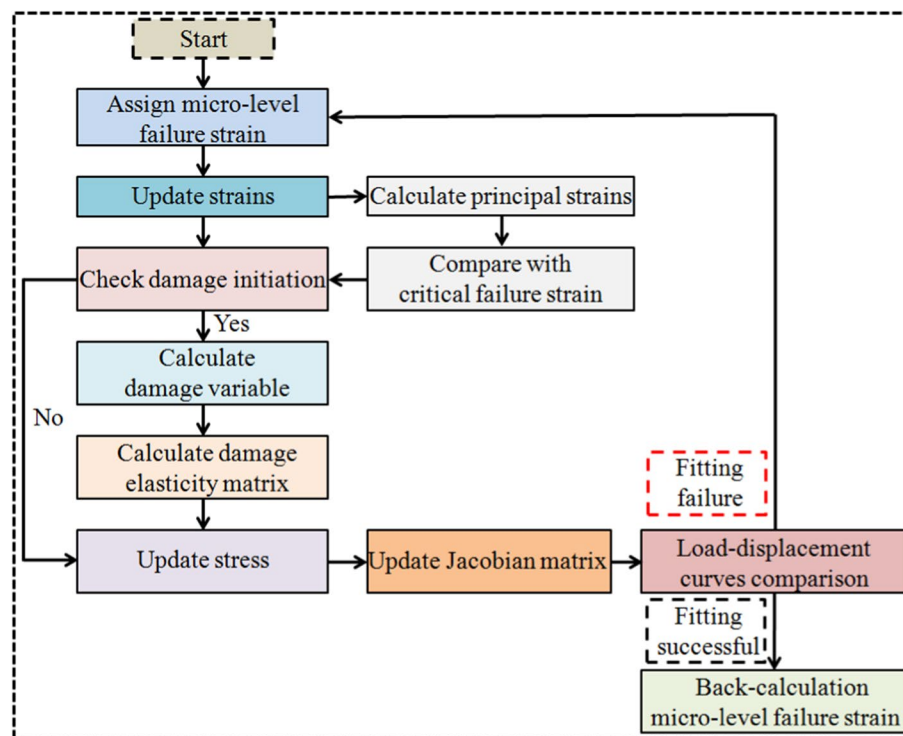 Start
Assign micro-level
failure strain
Update strains
Calculate principal strains
Check damage initiation
Compare with
critical failure strain
Yes
Calculate
damage variable
No
Calculate damage
elasticity matrix
Fitting
failure
Update stress
Update Jacobian matrix
Load-displacement
curves comparison
Fitting
successful
Back-calculation
micro-level failure strain